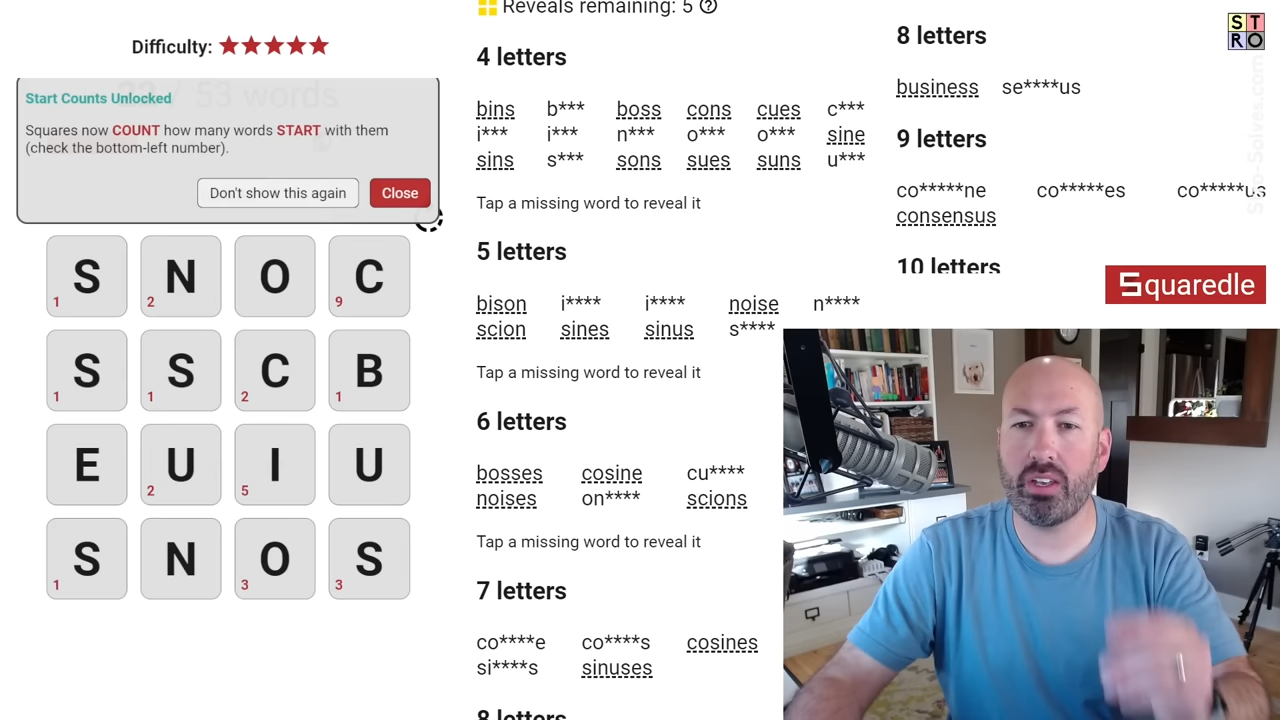 Difficulty:
Start Counts Unlocked
Squares now COUNT how many words START with them
(check the bottom-left number).
Don't show this again Close
S N O C
1 2 9
S S C B
1 1 2 1
E U I U
2 5
S N O S
1 3 3
Reveals remaining: 5
4 letters
bins b*** boss cons cues c***
i*** i*** n*** o*** o*** sine
sins s*** sons sues suns u***
Tap a missing word to reveal it
5 letters
bison i**** i**** noise n****
scion sines sinus s****
Tap a missing word to reveal it
6 letters
bosses cosine cu****
noises on**** scions
Tap a missing word to reveal it
7 letters
co****e co****s cosines
si****s sinuses
8 letters
8 letters
business se****us
9 letters
co*****ne co*****es co*****us
consensus
10 letters
S T
R O
Squaredle